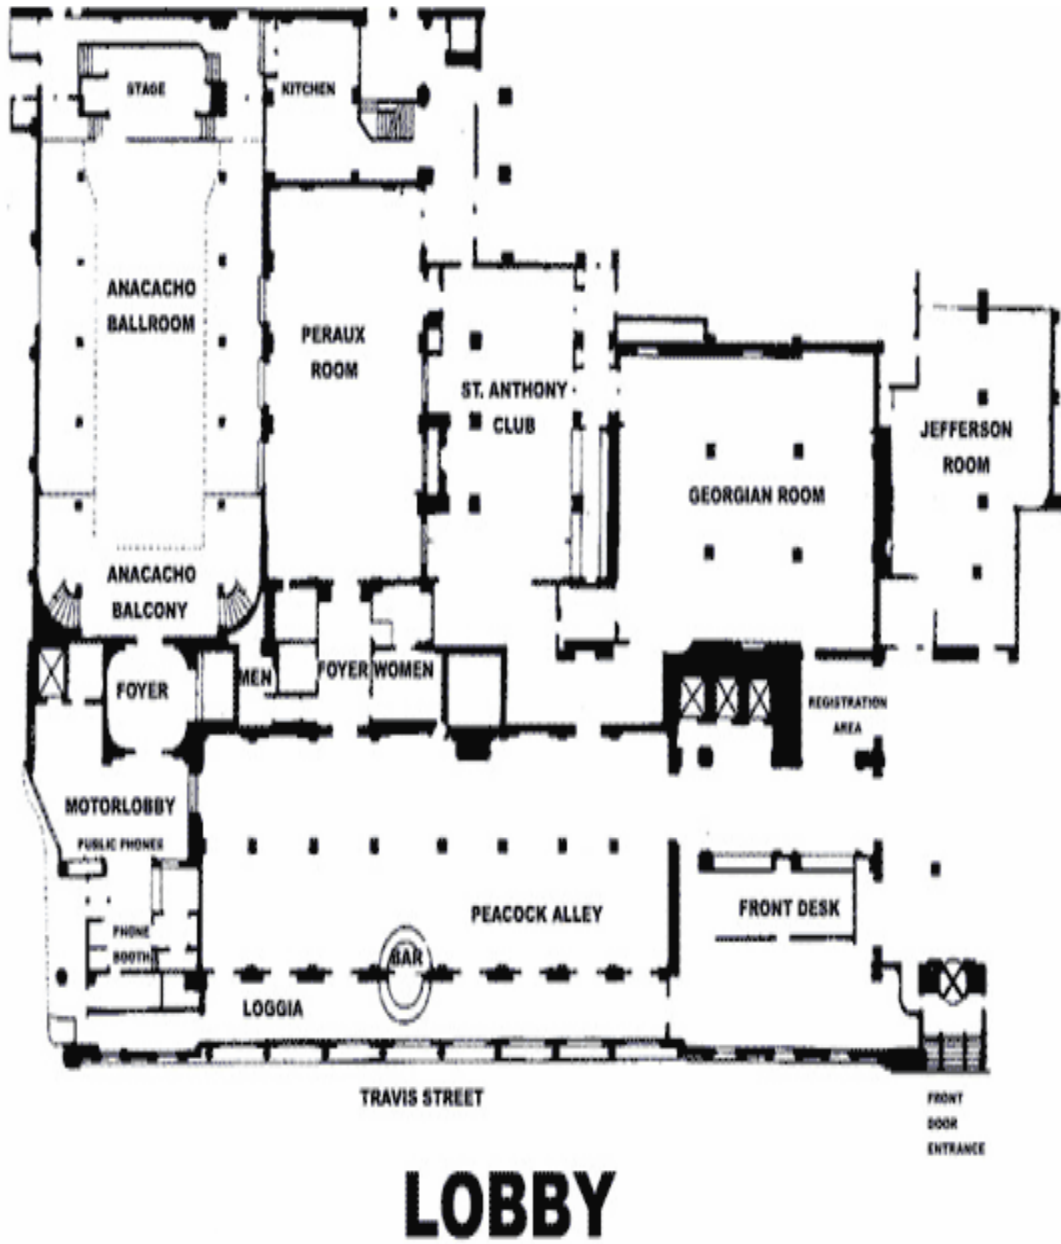 STAGE
KITCHEN
ANACACHO
BALLROOM
PERAUX
ROOM
ST. ANTHONY
CLUB
JEFFERSON
ROOM
GEORGIAN ROOM
ANACACHO
BALCONY
FOYER
MEN
FOYER
WOMEN
REGISTRATION
AREA
MOTORLOBBY
PUBLIC PHONES
PEACOCK ALLEY
FRONT DESK
PHONE
BOOTH
BAR
LOGGIA
TRAVIS STREET
FRONT
DOOR
ENTRANCE
LOBBY